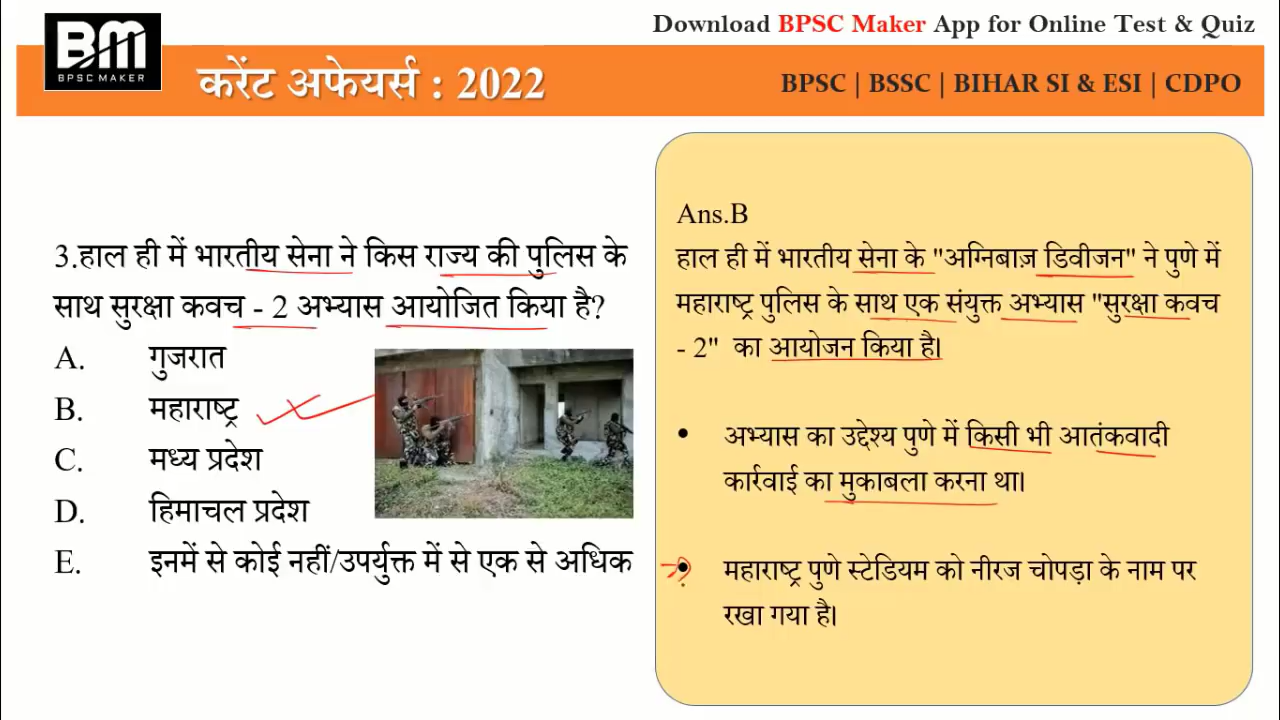 Download BPSC Maker App for Online Test & Quiz
BM
BPSC MAKER
करेंट अफेयर्स : 2022
BPSC | BSSC | BIHAR SI & ESI | CDPO
3.हाल ही में भारतीय सेना ने किस राज्य की पुलिस के
साथ सुरक्षा कवच - 2 अभ्यास आयोजित किया है?
A. गुजरात
B. महाराष्ट्र
C. मध्य प्रदेश
D. हिमाचल प्रदेश
E. इनमें से कोई नहीं/उपर्युक्त में से एक से अधिक
Ans.B
हाल ही में भारतीय सेना के "अग्निबाज़ डिवीजन" ने पुणे में
महाराष्ट्र पुलिस के साथ एक संयुक्त अभ्यास "सुरक्षा कवच
- 2" का आयोजन किया है।
• अभ्यास का उद्देश्य पुणे में किसी भी आतंकवादी
कार्रवाई का मुकाबला करना था।
• महाराष्ट्र पुणे स्टेडियम को नीरज चोपड़ा के नाम पर
रखा गया है।